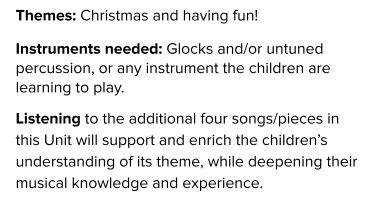 Themes: Christmas and having fun!
Instruments needed: Glocks and/or untuned
percussion, or any instrument the children are
learning to play.
Listening to the additional four songs/pieces in
this Unit will support and enrich the children’s
understanding of its theme, while deepening their
musical knowledge and experience.